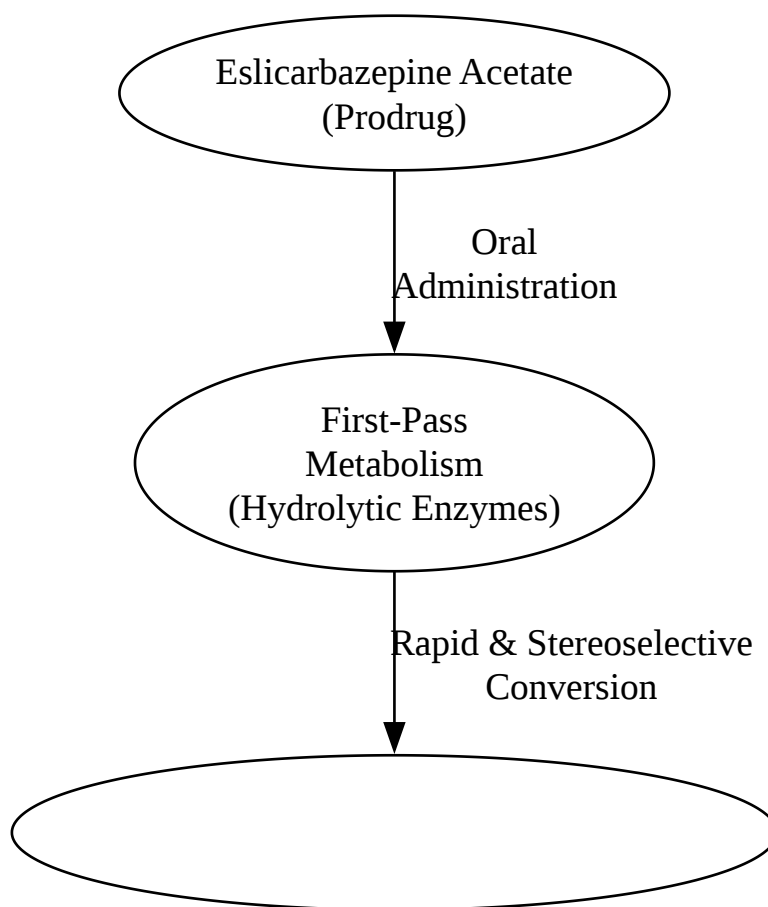 Eslicarbazepine Acetate
(Prodrug)
Oral
Administration
First-Pass
Metabolism
(Hydrolytic Enzymes)
Rapid & Stereoselective
Conversion